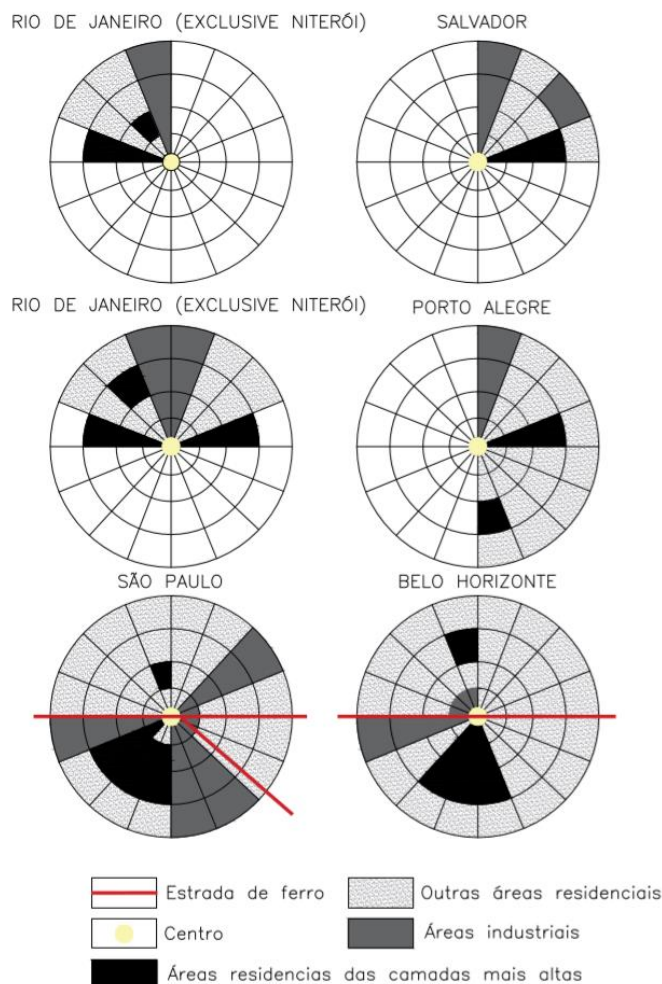 RIO DE JANEIRO (EXCLUSIVE NITERÓI)
SALVADOR
RIO DE JANEIRO (EXCLUSIVE NITERÓI)
PORTO ALEGRE
SÃO PAULO
BELO HORIZONTE
Estrada de ferro
Outras áreas residenciais
Centro
Áreas industriais
Áreas residencias das camadas mais altas